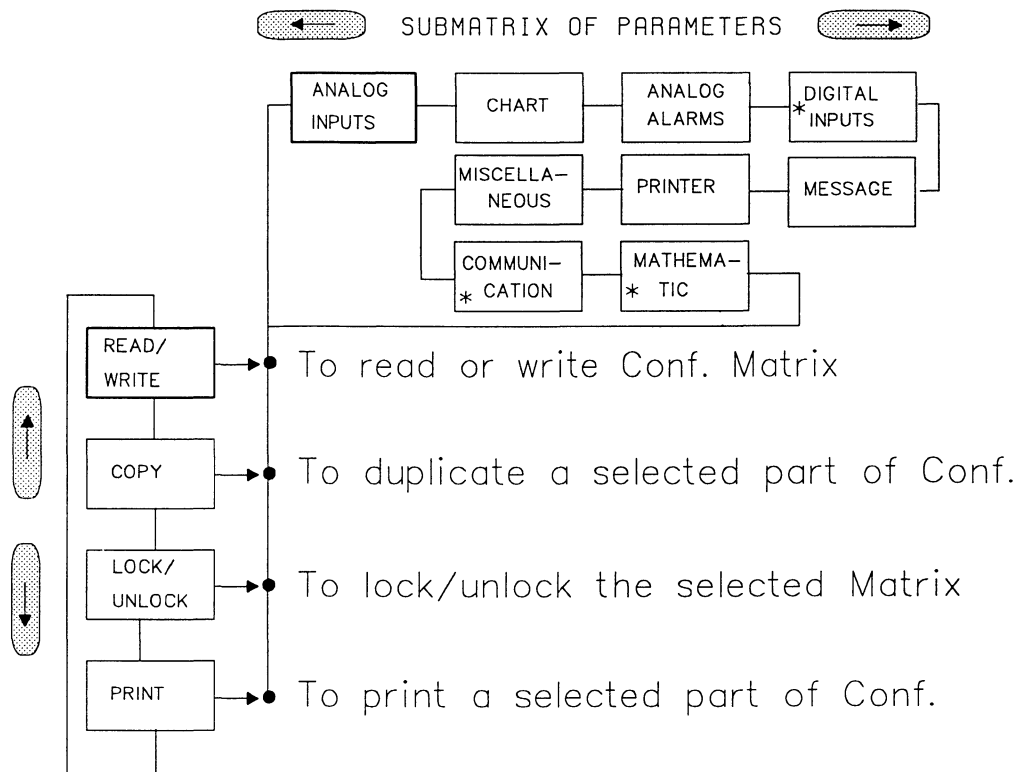 SUBMATRIX OF PARAMETERS
ANALOG
INPUTS
CHART
ANALOG
ALARMS
* DIGITAL
INPUTS
MISCELLA-
NEOUS
PRINTER
MESSAGE
COMMUNI-
* CATION
MATHEMA-
* TIC
READ/
WRITE
To read or write Conf. Matrix
COPY
To duplicate a selected part of Conf.
LOCK/
UNLOCK
To lock/unlock the selected Matrix
PRINT
To print a selected part of Conf.